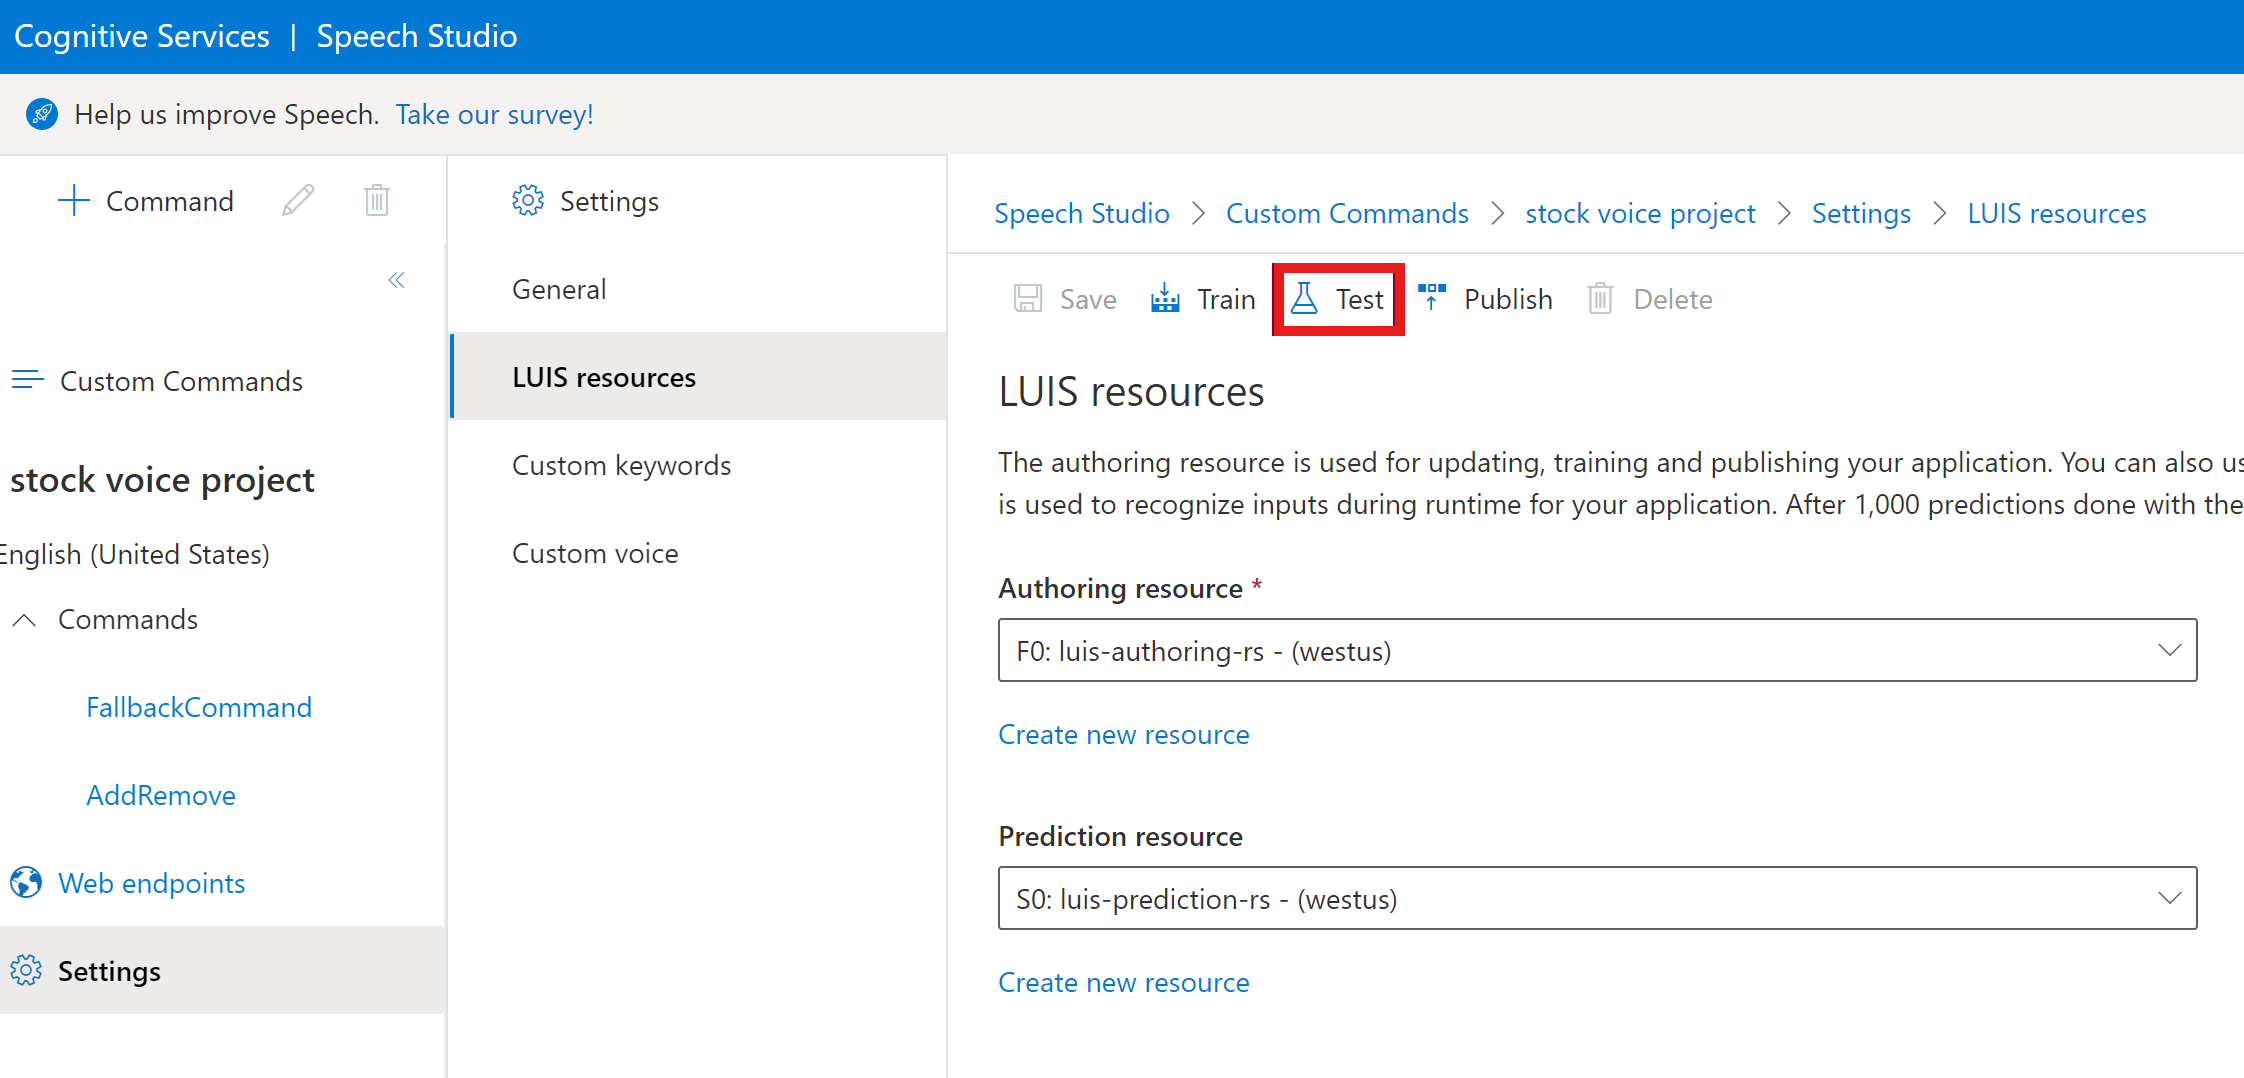 Cognitive Services | Speech Studio
Help us improve Speech. Take our survey!
Command
Custom Commands
stock voice project
English (United States)
Commands
FallbackCommand
AddRemove
Web endpoints
Settings
Settings
General
LUIS resources
Custom keywords
Custom voice
Speech Studio > Custom Commands > stock voice project > Settings > LUIS resources
Save Train Test Publish Delete
LUIS resources
The authoring resource is used for updating, training and publishing your application. You can also us
is used to recognize inputs during runtime for your application. After 1,000 predictions done with the
Authoring resource *
F0: luis-authoring-rs - (westus)
Create new resource
Prediction resource
S0: luis-prediction-rs - (westus)
Create new resource